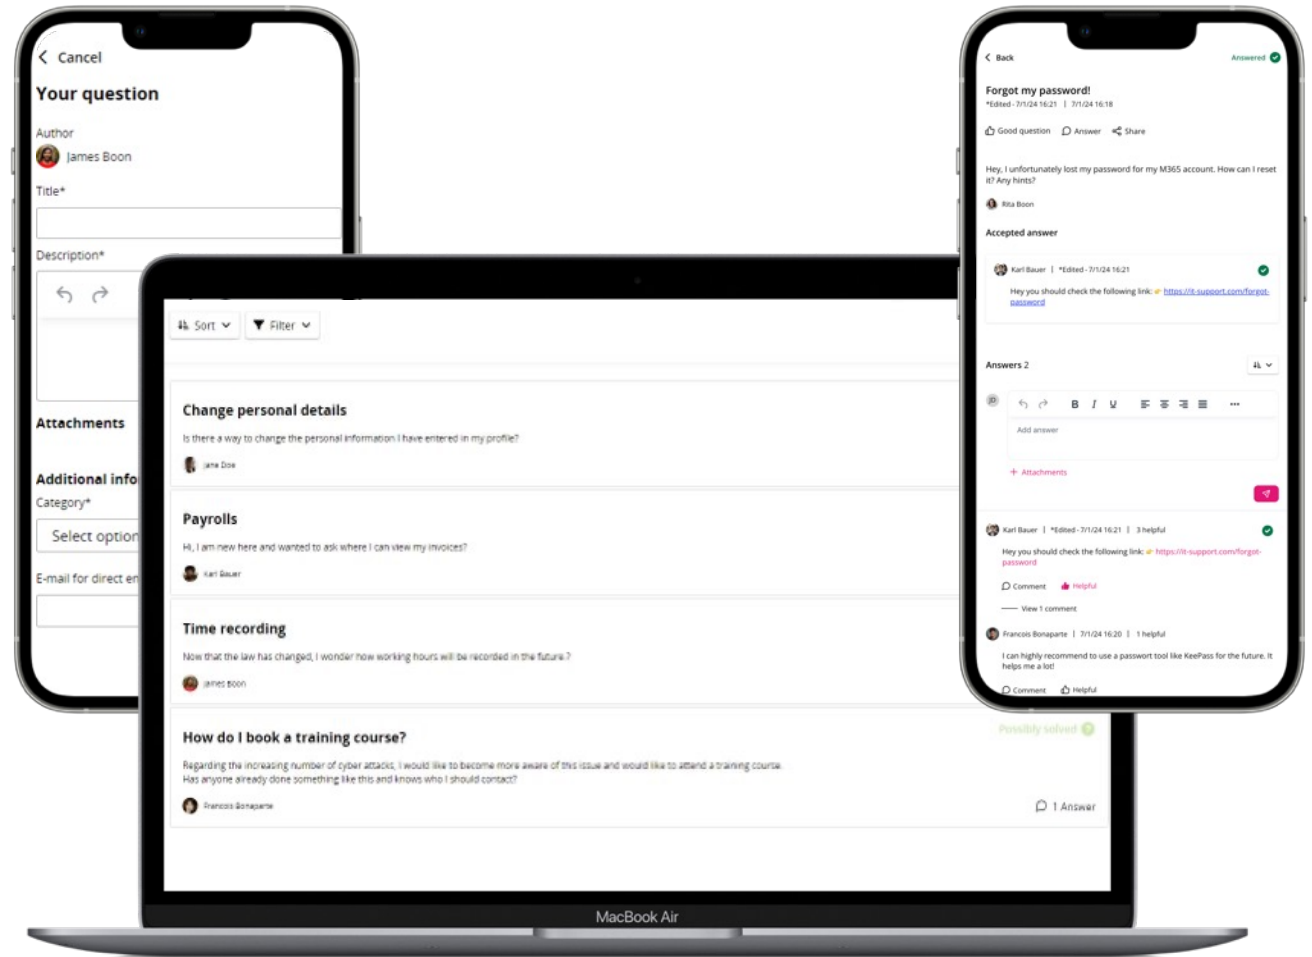 Cancel
Your question
Author
James Boon
Title*
Description*
Attachments
Additional info
Category*
Select option
E-mail for direct en
Sort
Filter
Change personal details
Is there a way to change the personal information I have entered in my profile?
Jane Doe
Payrolls
Hi, I am new here and wanted to ask where I can view my invoices?
Karl Bauer
Time recording
Now that the law has changed, I wonder how working hours will be recorded in the future.?
James Boon
How do I book a training course?
Possibly solved
Regarding the increasing number of cyber attacks, I would like to become more aware of this issue and would like to attend a training course.
Has anyone already done something like this and knows who I should contact?
Francois Bonaparte
1 Answer
MacBook Air
Back
Answered
Forgot my password!
*Edited - 7/1/24 16:21 | 7/1/24 16:18
Good question Answer Share
Hey, I unfortunately lost my password for my M365 account. How can I reset
it? Any hints?
Rita Boon
Accepted answer
Karl Bauer | *Edited - 7/1/24 16:21
Hey you should check the following link: 👉 https://it-support.com/forgot-
password
Answers 2
JD
B I U
Add answer
+ Attachments
Karl Bauer | *Edited - 7/1/24 16:21 | 3 helpful
Hey you should check the following link: 👉 https://it-support.com/forgot-
password
Comment Helpful
View 1 comment
Francois Bonaparte | 7/1/24 16:20 | 1 helpful
I can highly recommend to use a passwort tool like KeePass for the future. It
helps me a lot!
Comment Helpful